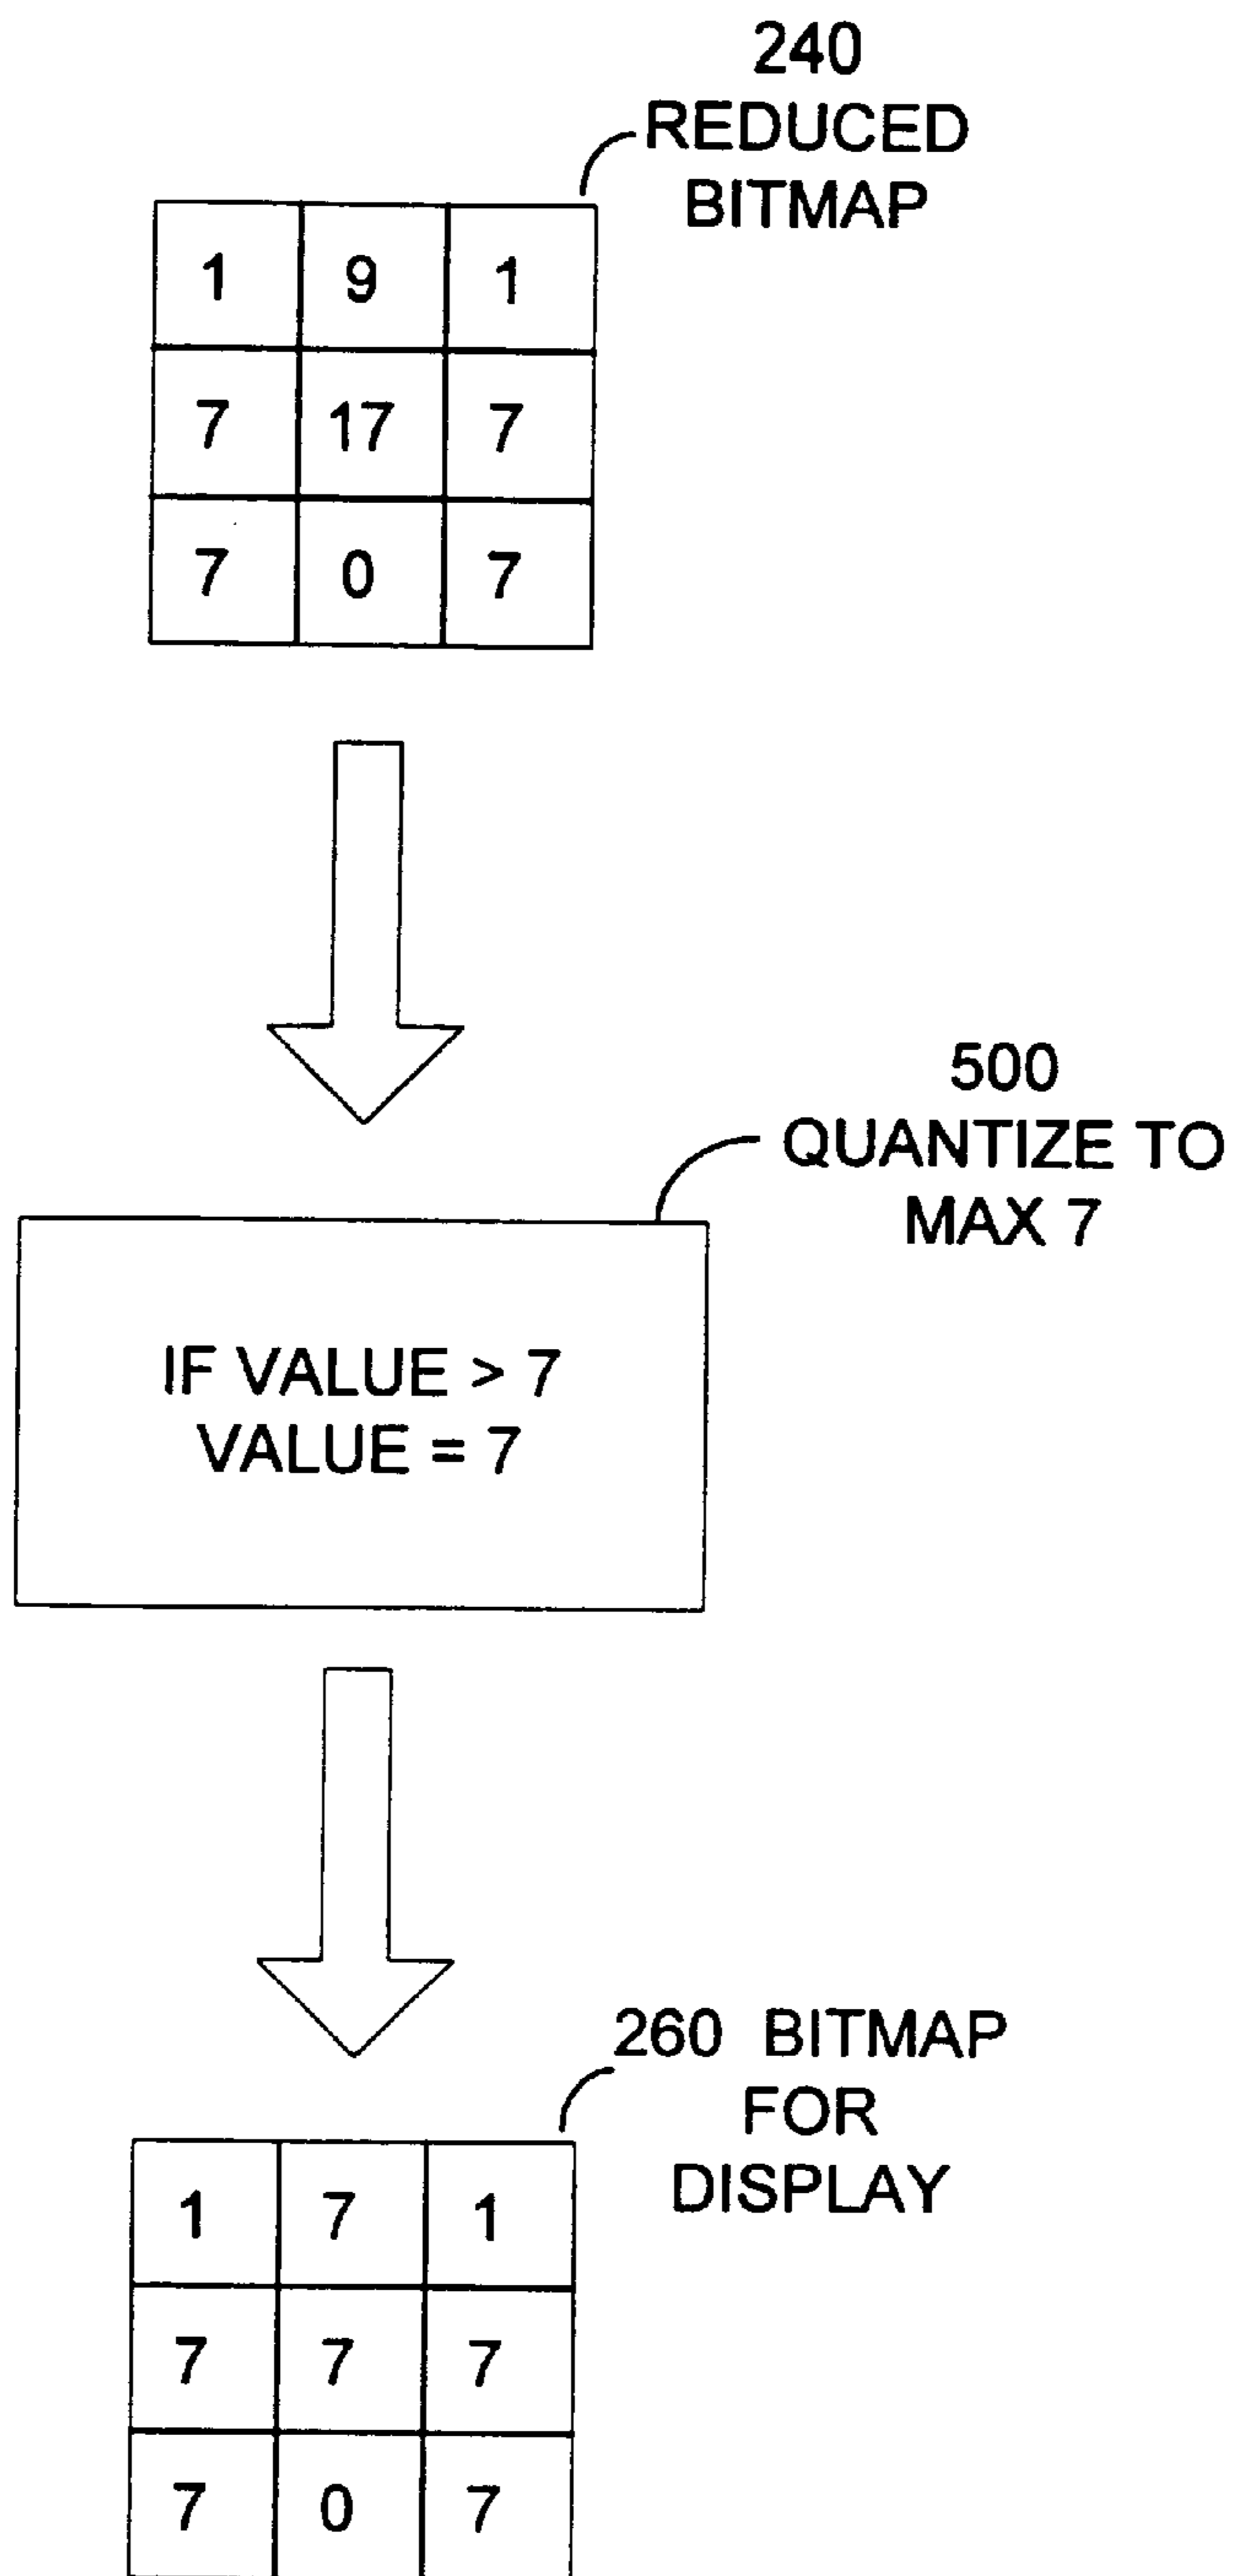 240
REDUCED
BITMAP
1 9 1
7 17 7
7 0 7
500
QUANTIZE TO
MAX 7
IF VALUE > 7
VALUE = 7
260 BITMAP
FOR
DISPLAY
1 7 1
7 7 7
7 0 7